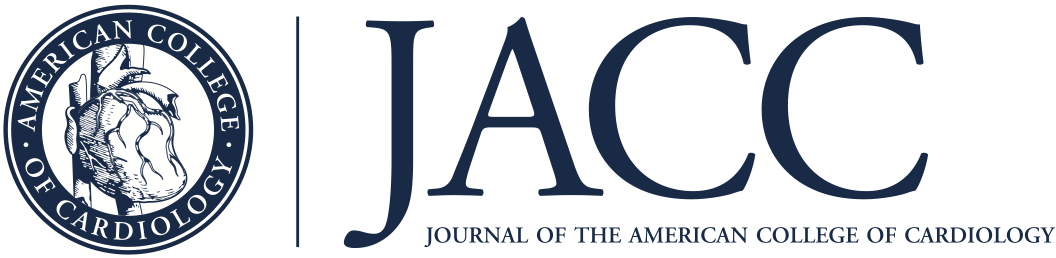 AMERICAN COLLEGE
· OF CARDIOLOGY ·
JACC
JOURNAL OF THE AMERICAN COLLEGE OF CARDIOLOGY